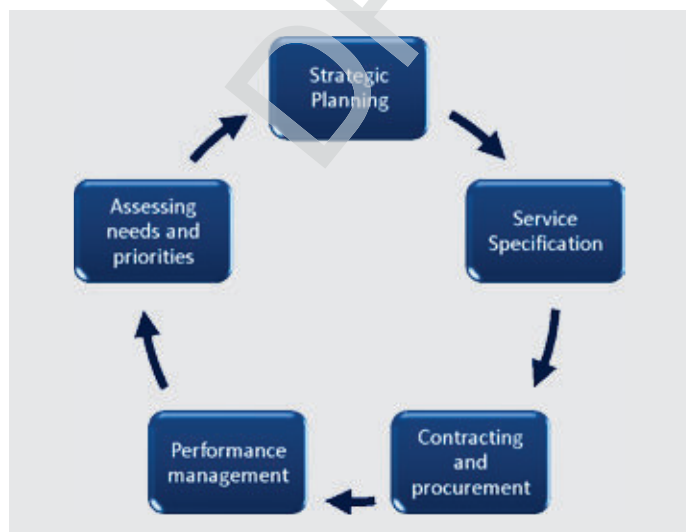 Strategic
Planning
Service
Specification
Contracting
and
procurement
Performance
management
Assessing
needs and
priorities